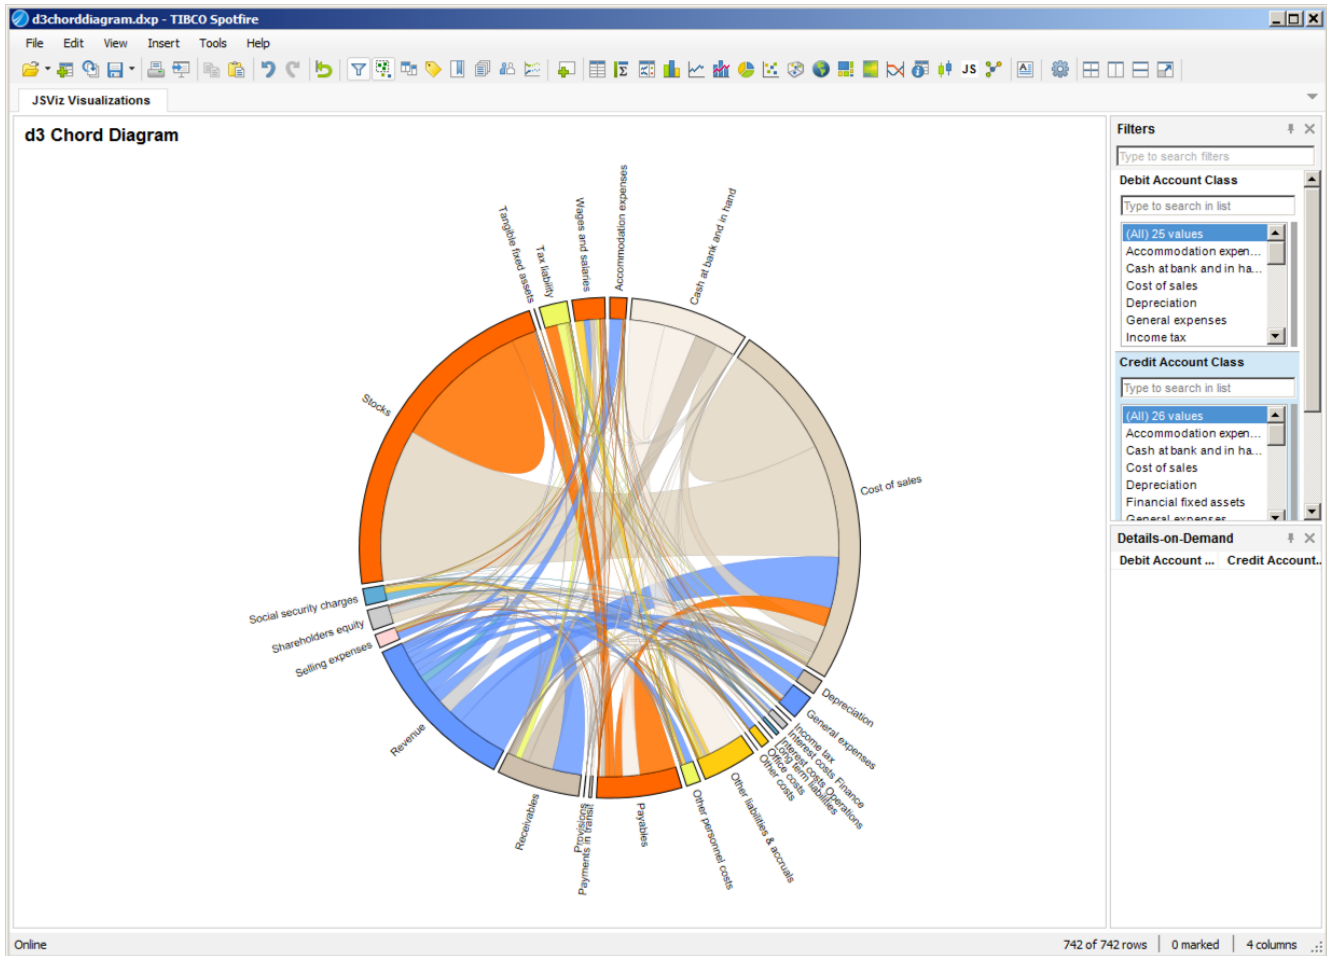 d3chorddiagram.dxp - TIBCO Spotfire
File Edit View Insert Tools Help
JS
JSViz Visualizations
d3 Chord Diagram
Tangible fixed assets
Tax liability
Wages and salaries
Accommodation expenses
Cash at bank and in hand
Stocks
Cost of sales
Social security charges
Shareholders equity
Selling expenses
Revenue
Receivables
Provisions
Payments in transit
Payables
Other personnel costs
Other liabilities & accruals
Other costs
Office costs
Long term liabilities
Interest costs Operations
Interest costs Finance
Income tax
General expenses
Depreciation
Filters
Type to search filters
Debit Account Class
Type to search in list
(All) 25 values
Accommodation expen...
Cash at bank and in ha...
Cost of sales
Depreciation
General expenses
Income tax
Credit Account Class
Type to search in list
(All) 26 values
Accommodation expen...
Cash at bank and in ha...
Cost of sales
Depreciation
Financial fixed assets
General expenses
Details-on-Demand
Debit Account ... Credit Account..
Online
742 of 742 rows 0 marked 4 columns